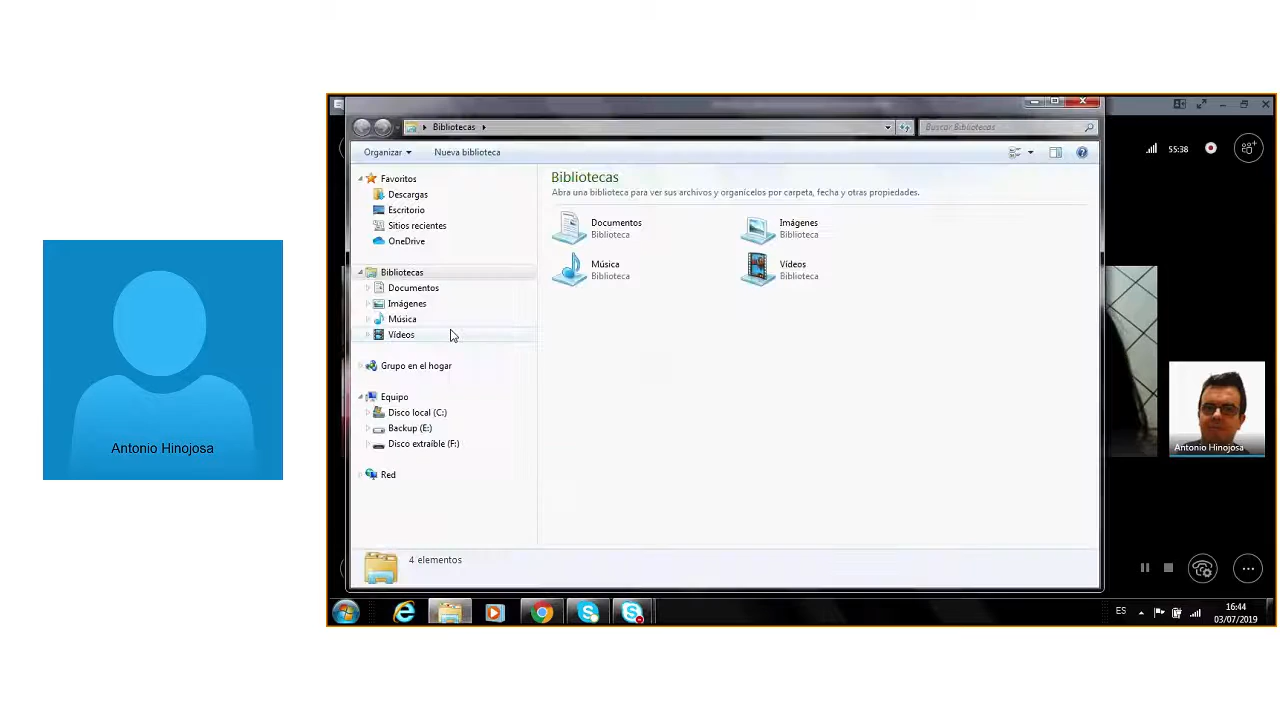 Antonio Hinojosa
Bibliotecas
Buscar Bibliotecas
55:38
Organizar
Nueva biblioteca
Favoritos
Descargas
Escritorio
Sitios recientes
OneDrive
Bibliotecas
Documentos
Imágenes
Música
Vídeos
Grupo en el hogar
Equipo
Disco local (C:)
Backup (E:)
Disco extraíble (F:)
Red
Bibliotecas
Abra una biblioteca para ver sus archivos y organícelos por carpeta, fecha y otras propiedades.
Documentos
Biblioteca
Imágenes
Biblioteca
Música
Biblioteca
Vídeos
Biblioteca
Antonio Hinojosa
4 elementos
ES
16:44
03/07/2019